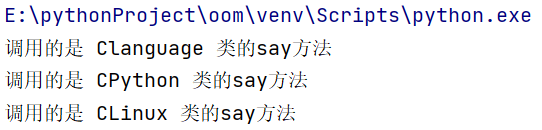 E:\pythonProject\oom\venv\Scripts\python.exe
调用的是 Clanguage 类的say方法
调用的是 CPython 类的say方法
调用的是 CLinux 类的say方法